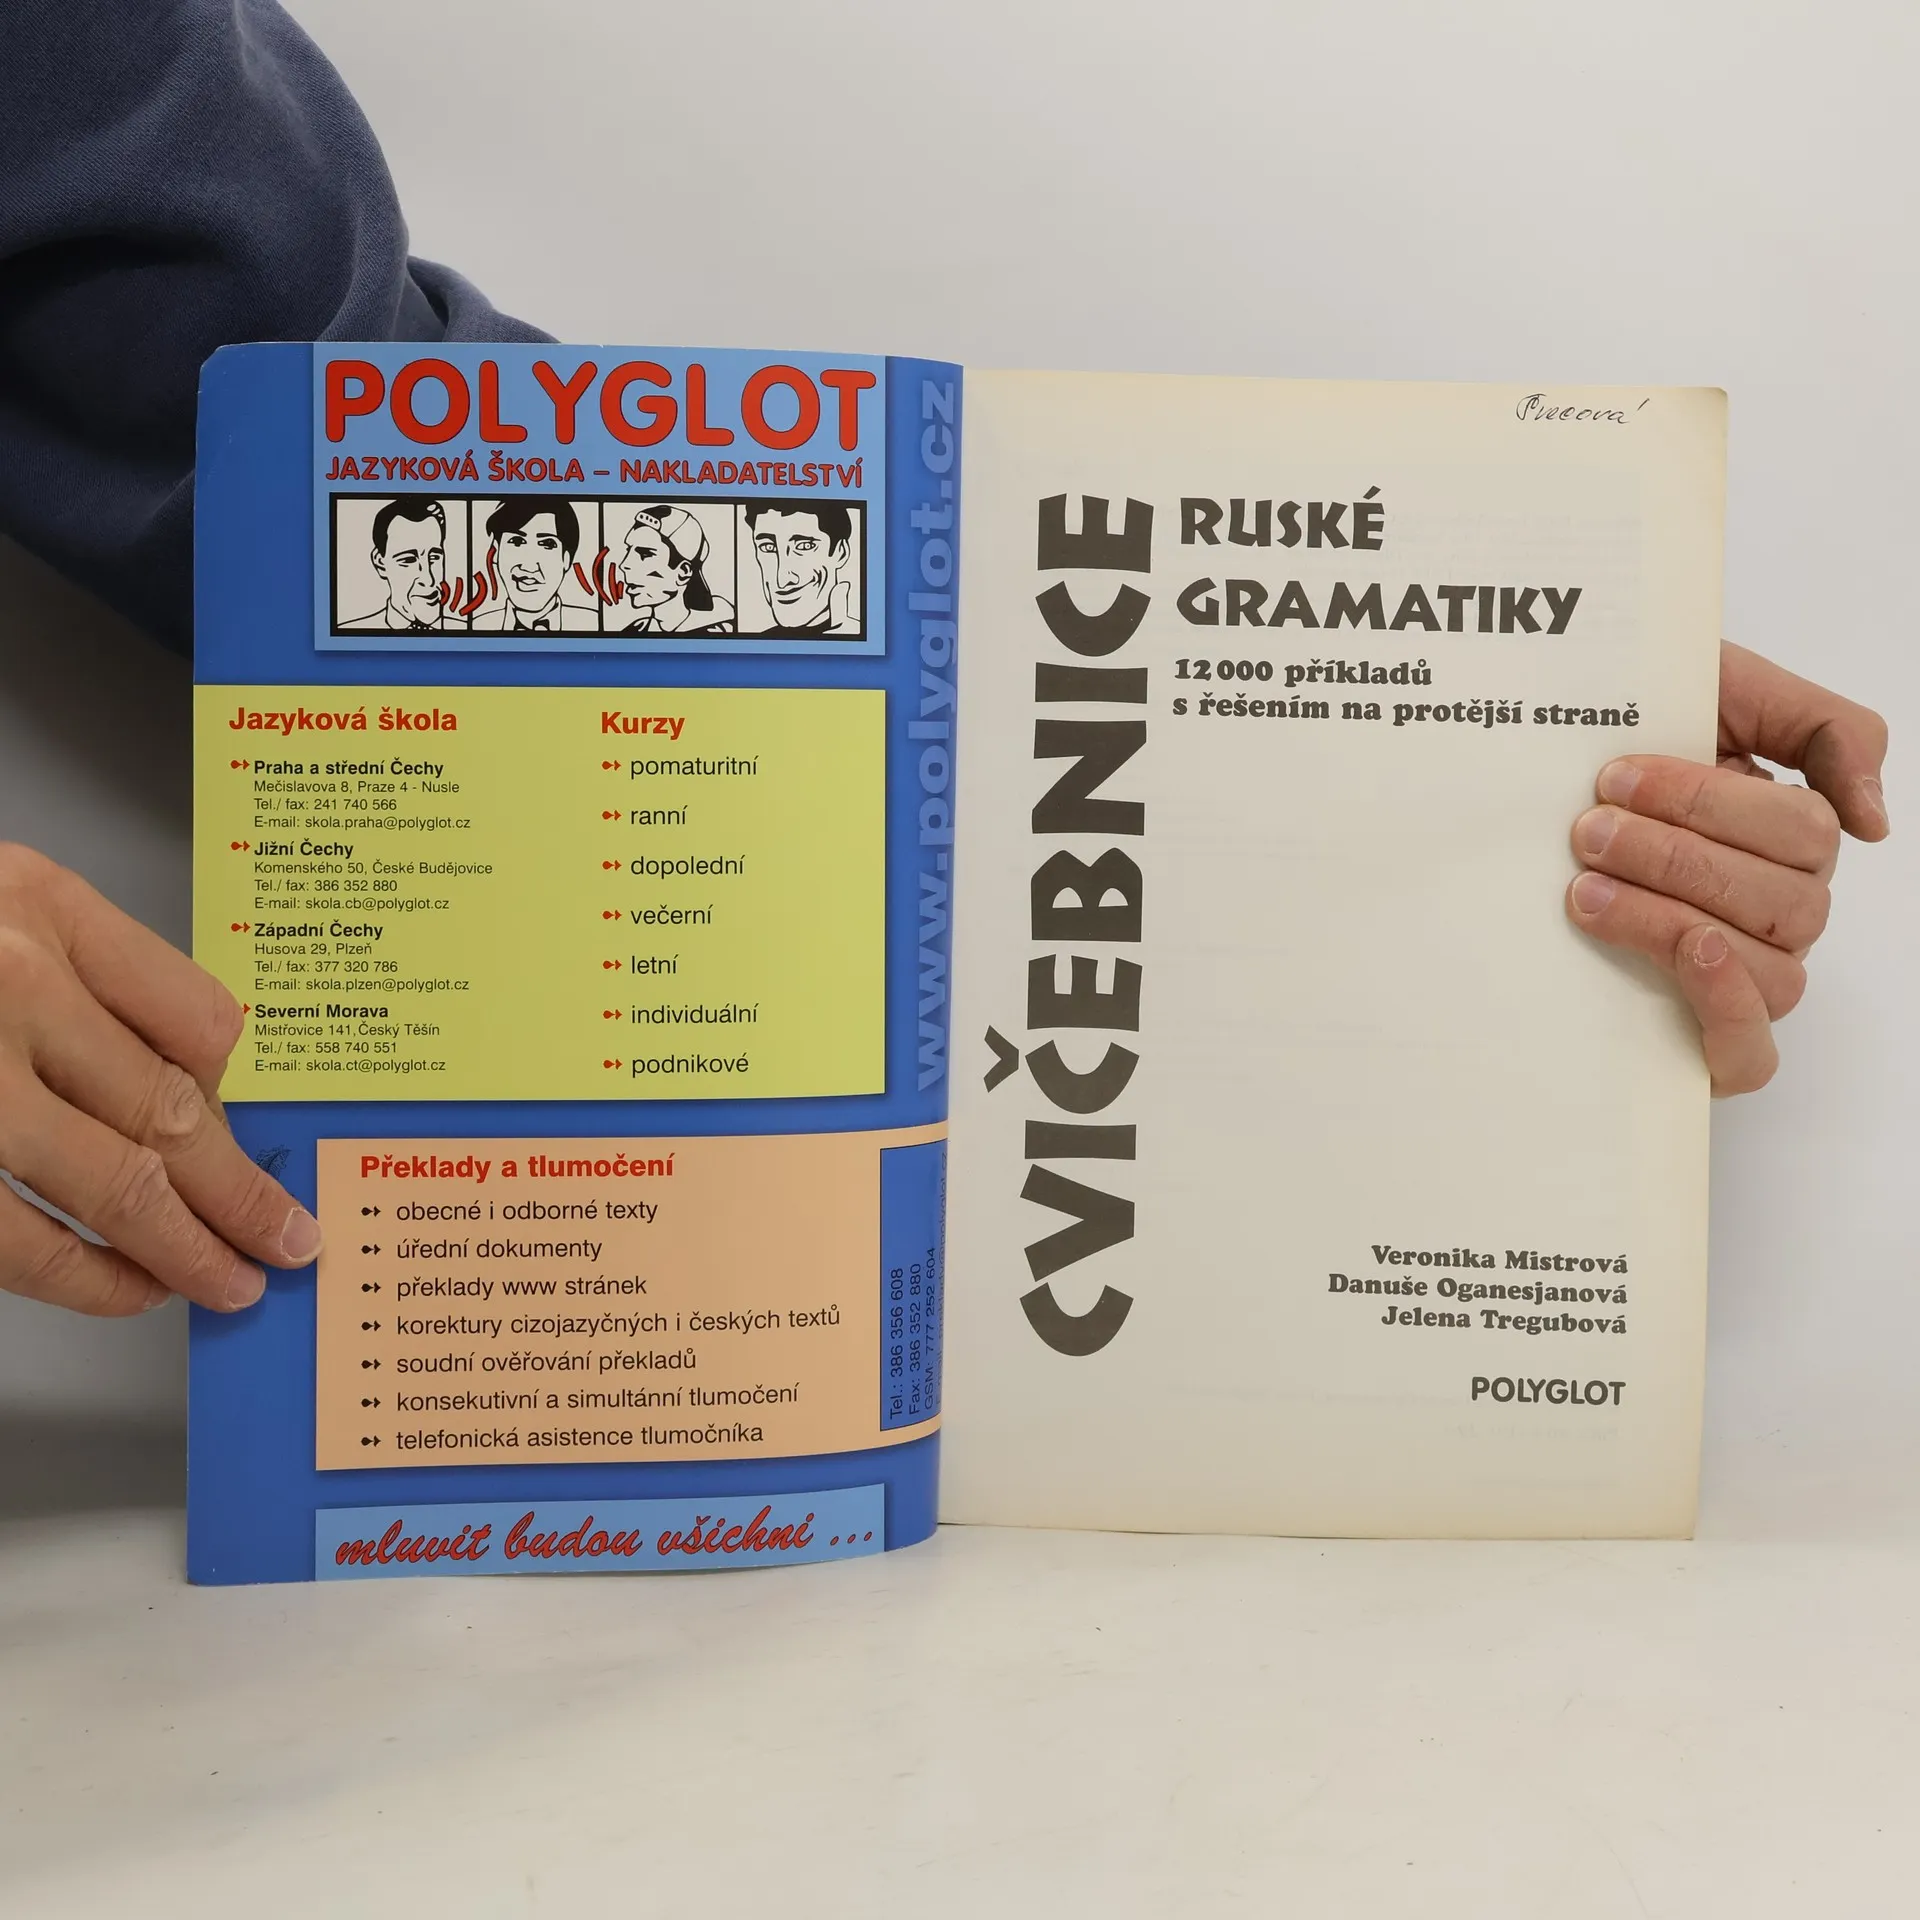 POLYGLOT
JAZYKOVÁ ŠKOLA – NAKLADATELSTVÍ
www.polyglot.cz
Jazyková škola
Praha a střední Čechy
Mečislavova 8, Praze 4 - Nusle
Tel./ fax: 241 740 566
E-mail: skola.praha@polyglot.cz
Jižní Čechy
Komenského 50, České Budějovice
Tel./ fax: 386 352 880
E-mail: skola.cb@polyglot.cz
Západní Čechy
Husova 29, Plzeň
Tel./ fax: 377 320 786
E-mail: skola.plzen@polyglot.cz
Severní Morava
Mistřovice 141, Český Těšín
Tel./ fax: 558 740 551
E-mail: skola.ct@polyglot.cz
Kurzy
pomaturitní
ranní
dopolední
večerní
letní
individuální
podnikové
Překlady a tlumočení
obecné i odborné texty
úřední dokumenty
překlady www stránek
korektury cizojazyčných i českých textů
soudní ověřování překladů
konsekutivní a simultánní tlumočení
telefonická asistence tlumočníka
Tel.: 386 356 608
Fax: 386 352 880
GSM: 777 252 604
mluvit budou všichni ...
CVIČEBNICE
RUSKÉ
GRAMATIKY
12 000 příkladů
s řešením na protější straně
Veronika Mistrová
Danuše Oganesjanová
Jelena Tregubová
POLYGLOT